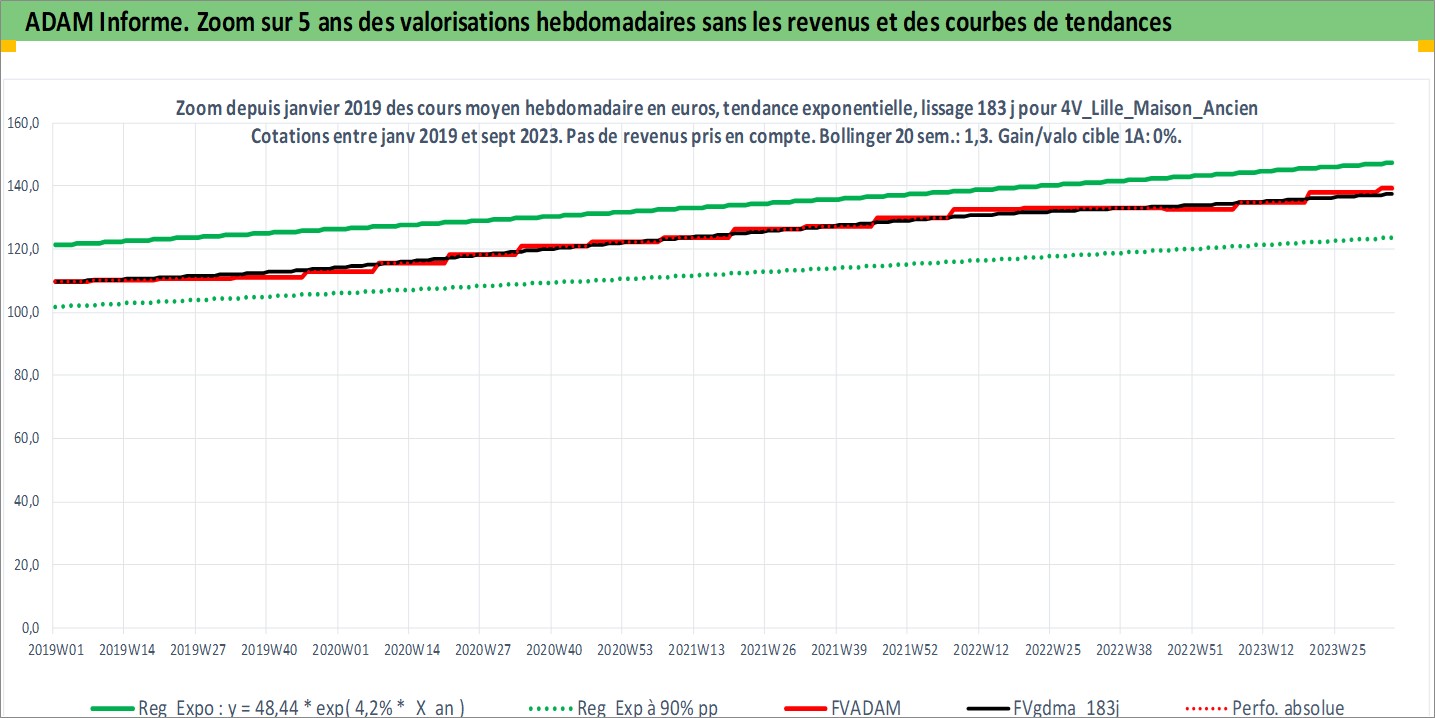 ADAM Informe. Zoom sur 5 ans des valorisations hebdomadaires sans les revenus et des courbes de tendances
Zoom depuis janvier 2019 des cours moyen hebdomadaire en euros, tendance exponentielle, lissage 183 j pour 4V_Lille_Maison_Ancien
Cotations entre janv 2019 et sept 2023. Pas de revenus pris en compte. Bollinger 20 sem.: 1,3. Gain/valo cible 1A: 0%.
160,0
140,0
120,0
100,0
80,0
60,0
40,0
20,0
0,0
2019W01 2019W14 2019W27 2019W40 2020W01 2020W14 2020W27 2020W40 2020W53 2021W13 2021W26 2021W39 2021W52 2022W12 2022W25 2022W38 2022W51 2023W12 2023W25
Reg_Expo : y = 48,44 * exp( 4,2% * _X_an ) Reg_Exp à 90% pp FVADAM FVgdma_183j Perfo. absolue